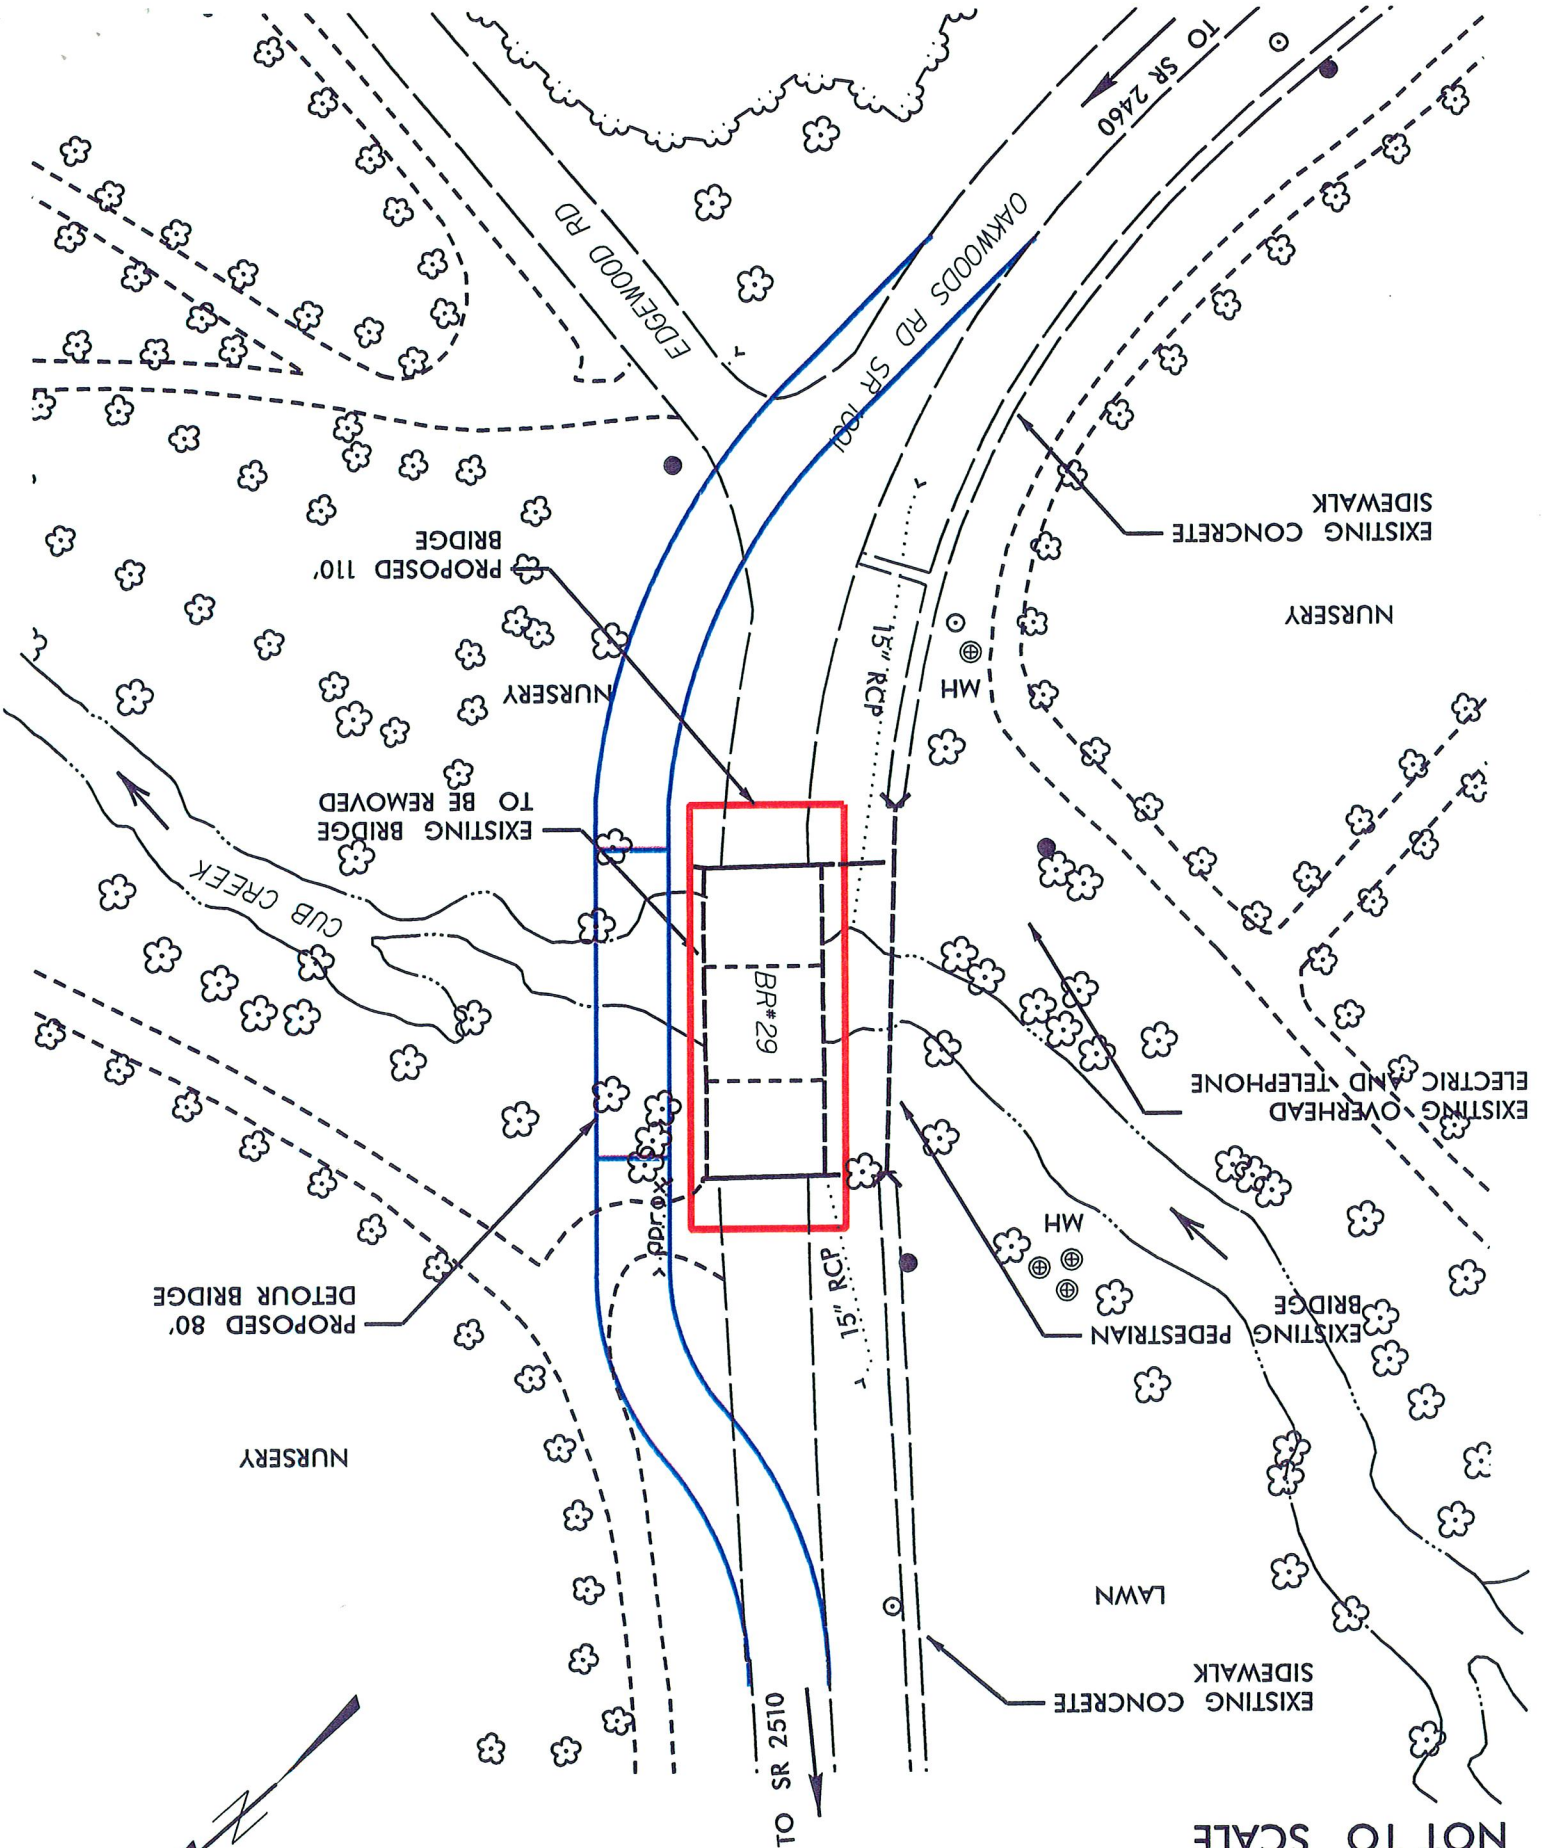 TO SR 2460
OAKWOODS RD SR 1001
EDGEWOOD RD
EXISTING CONCRETE
SIDEWALK
PROPOSED 110'
BRIDGE
NURSERY
15" RCP
MH
NURSERY
EXISTING BRIDGE
TO BE REMOVED
CUB CREEK
BR#29
EXISTING OVERHEAD
ELECTRIC AND TELEPHONE
MH
15" RCP
PROPOSED 80'
DETOUR BRIDGE
EXISTING PEDESTRIAN
BRIDGE
NURSERY
LAWN
EXISTING CONCRETE
SIDEWALK
TO SR 2510
N
NOT TO SCALE